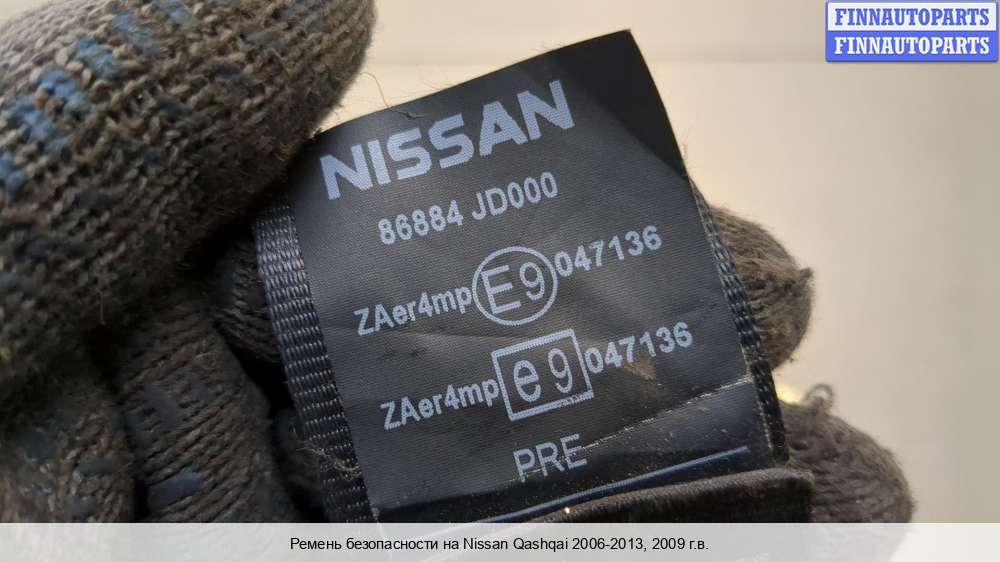 FINNAUTOPARTS
FINNAUTOPARTS
NISSAN
86884 JD000
ZAer4mp E9 047136
ZAer4mp e9 047136
PRE
Ремень безопасности на Nissan Qashqai 2006-2013, 2009 г.в.